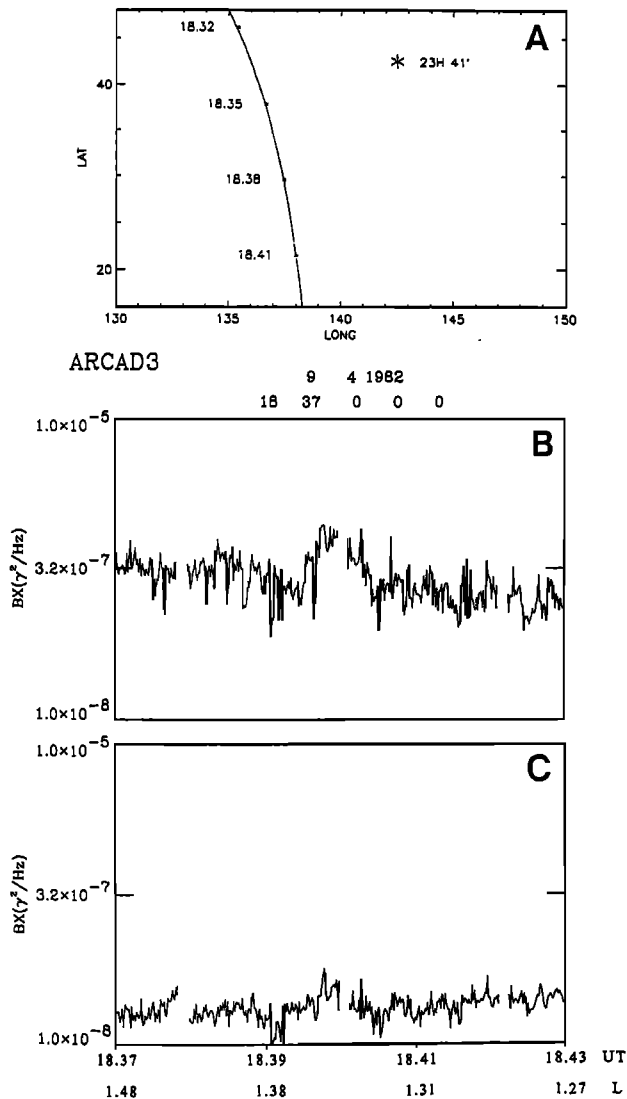 A
18.32
23H 41'
40
18.35
LAT
18.38
18.41
20
130 135 140 145 150
LONG
ARCAD3
9 4 1982
18 37 0 0 0
1.0×10⁻⁵
B
BX(γ²/Hz)
3.2×10⁻⁷
1.0×10⁻⁸
1.0×10⁻⁵
C
BX(γ²/Hz)
3.2×10⁻⁷
1.0×10⁻⁸
18.37 18.39 18.41 18.43 UT
1.48 1.38 1.31 1.27 L